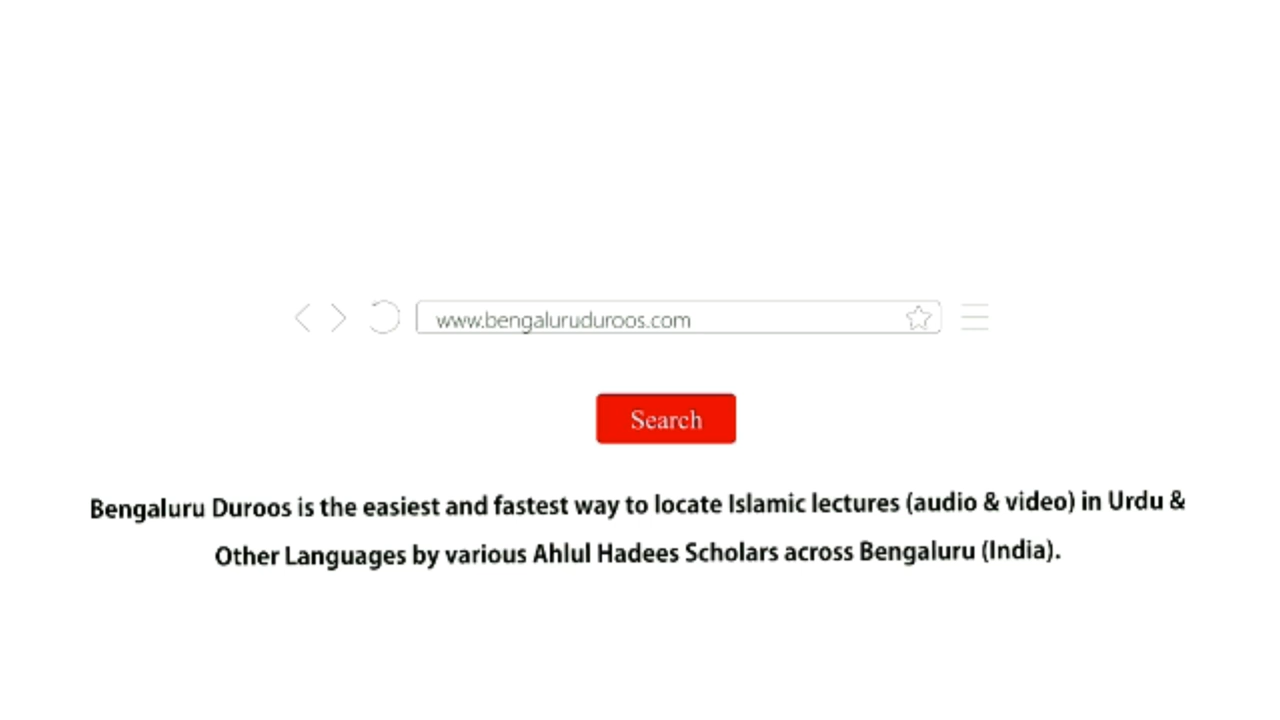 www.bengaluruduroos.com
Search
Bengaluru Duroos is the easiest and fastest way to locate Islamic lectures (audio & video) in Urdu &
Other Languages by various Ahlul Hadees Scholars across Bengaluru (India).